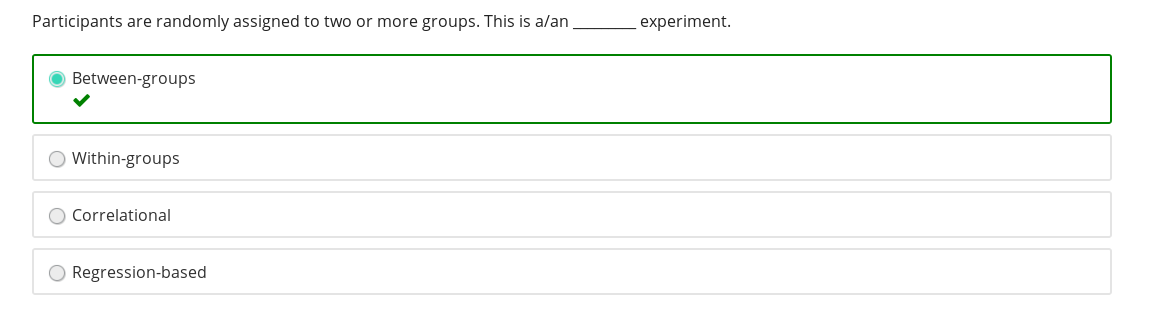 Participants are randomly assigned to two or more groups. This is a/an ________ experiment.
Between-groups
Within-groups
Correlational
Regression-based